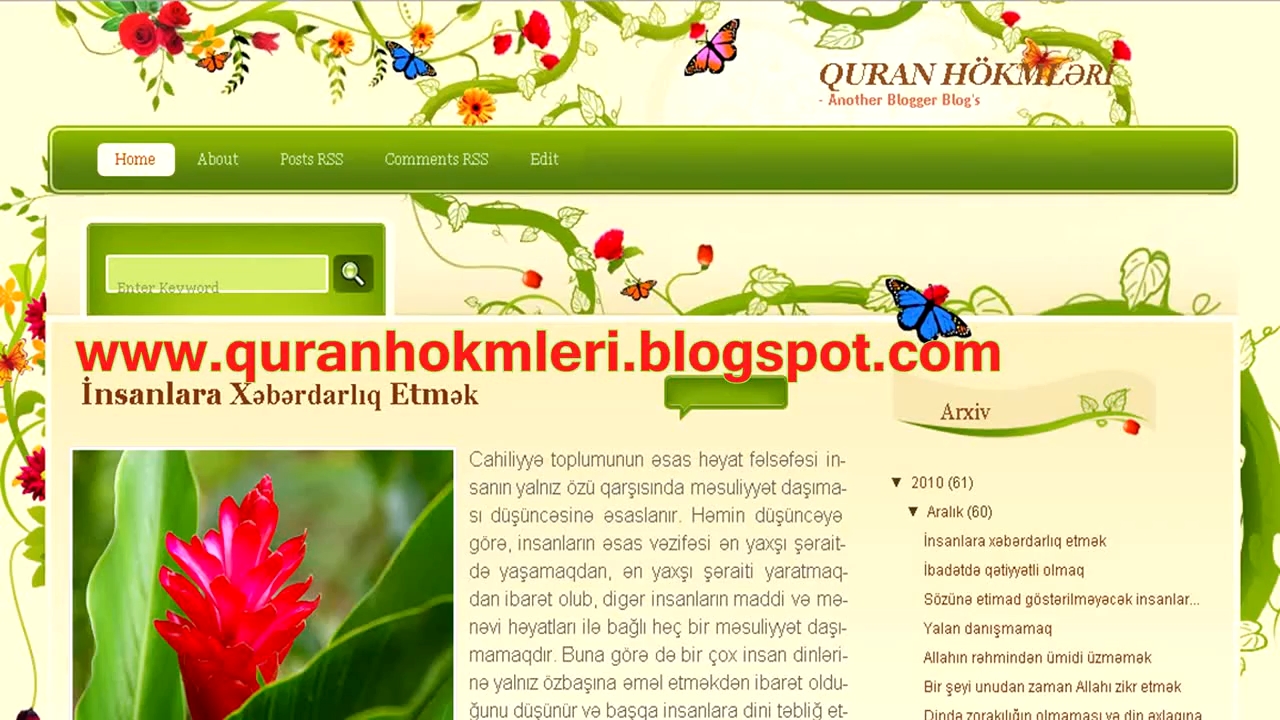 QURAN HÖKMLƏRİ
- Another Blogger Blog's
Home About Posts RSS Comments RSS Edit
Enter Keyword
www.quranhokmleri.blogspot.com
İnsanlara Xəbərdarlıq Etmək
Cahiliyyə toplumunun əsas həyat fəlsəfəsi in-
sanın yalnız özü qarşısında məsuliyyət daşıma-
sı düşüncəsinə əsaslanır. Həmin düşüncəyə
görə, insanların əsas vəzifəsi ən yaxşı şərait-
də yaşamaqdan, ən yaxşı şəraiti yaratmaq-
dan ibarət olub, digər insanların maddi və mə-
nəvi həyatları ilə bağlı heç bir məsuliyyət daşı-
mamaqdır. Buna görə də bir çox insan dinləri-
nə yalnız özbaşına əməl etməkdən ibarət oldu-
ğunu düşünür və başqa insanlara dini təbliğ et-
Arxiv
▼ 2010 (61)
▼ Aralık (60)
İnsanlara xəbərdarlıq etmək
İbadətdə qətiyyətli olmaq
Sözünə etimad göstərilməyəcək insanlar...
Yalan danışmamaq
Allahın rəhmindən ümidi üzməmək
Bir şeyi unudan zaman Allahı zikr etmək
Dində zorakılığın olmaması və din əxlaqına